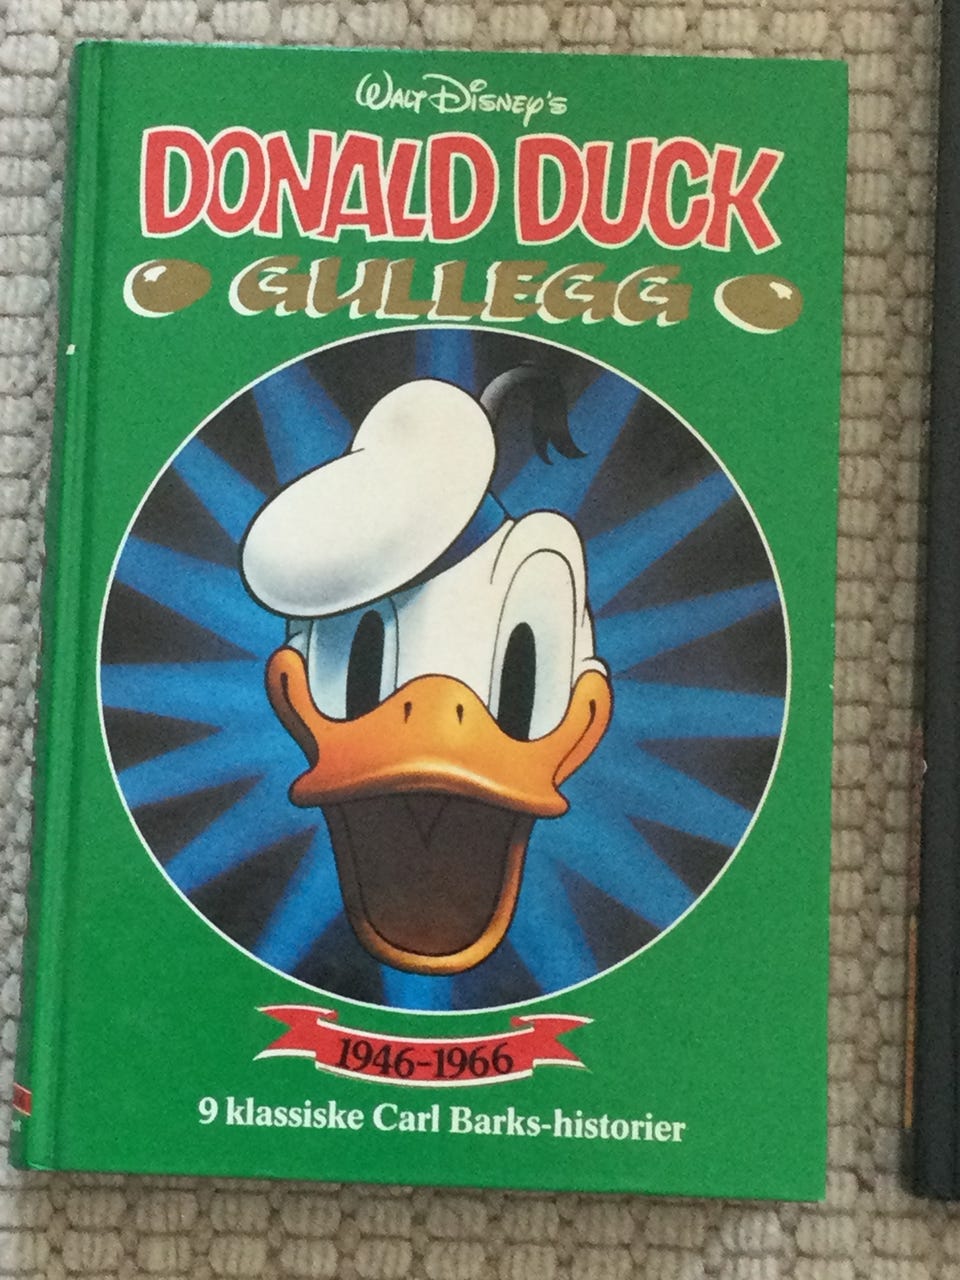 WALT DISNEY'S
DONALD DUCK
GULLEGG
1946-1966
9 klassiske Carl Barks-historier